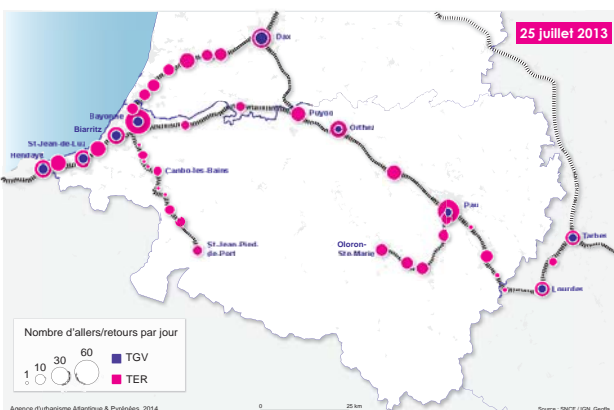 25 juillet 2013
Dax
Bayonne
Puyoo
Orthez
Biarritz
St-Jean-de-Luz
Hendaye
Cambo-les-Bains
Pau
St-Jean-Pied-
de-Port
Oloron-
Ste-Marie
Tarbes
Lourdes
Nombre d'allers/retours par jour
1 10 30 60
TGV
TER
Agence d'urbanisme Atlantique & Pyrénées, 2014
0 25 km
Source : SNCF / IGN, Geofla